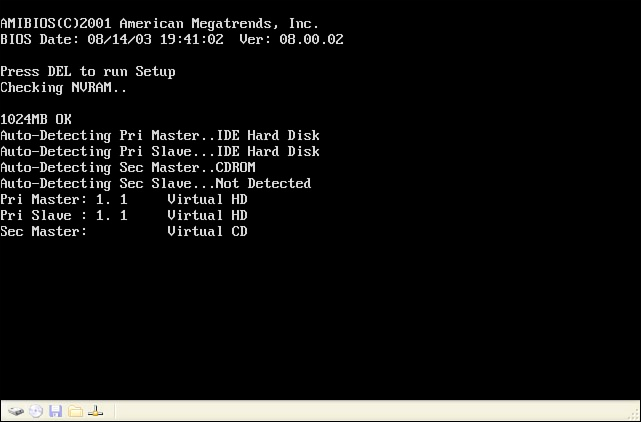 AMIBIOS(C)2001 American Megatrends, Inc.
BIOS Date: 08/14/03 19:41:02  Ver: 08.00.02
Press DEL to run Setup
Checking NVRAM..
1024MB OK
Auto-Detecting Pri Master..IDE Hard Disk
Auto-Detecting Pri Slave...IDE Hard Disk
Auto-Detecting Sec Master..CDROM
Auto-Detecting Sec Slave...Not Detected
Pri Master: 1. 1     Virtual HD
Pri Slave : 1. 1     Virtual HD
Sec Master:          Virtual CD